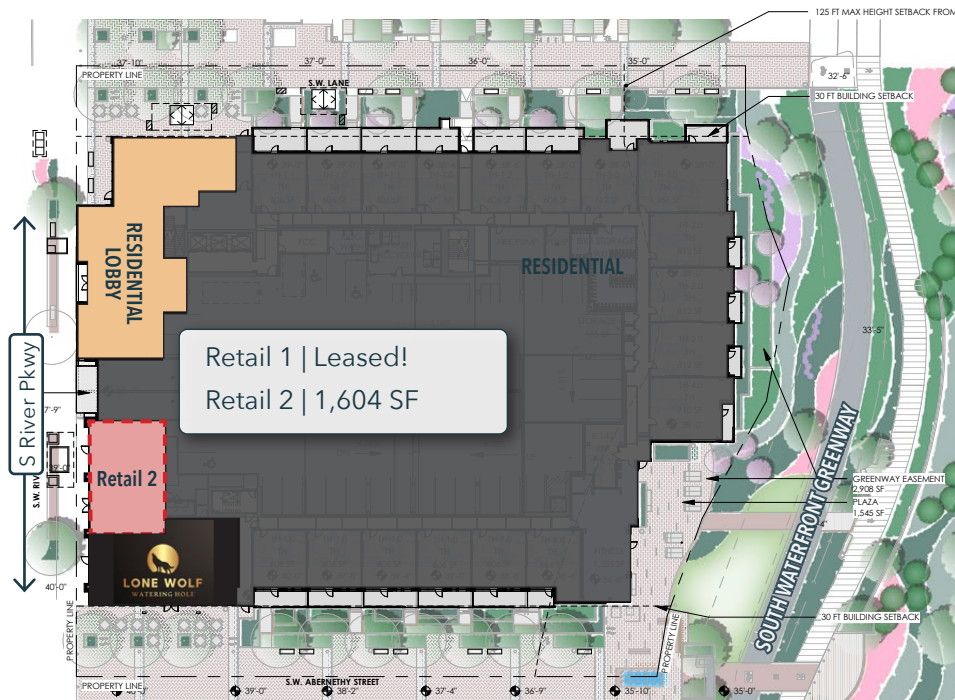 125 FT MAX HEIGHT SETBACK FROM
37'-10"
37'-0"
36'-0"
35'-0"
PROPERTY LINE
S.W. LANE
32'-6"
30 FT BUILDING SETBACK
RESIDENTIAL
LOBBY
RESIDENTIAL
S River Pkwy
Retail 1 | Leased!
Retail 2 | 1,604 SF
33'-5"
7'-9"
39'-0"
Retail 2
S.W. RIV
GREENWAY EASEMENT
2,908 SF
PLAZA
1,545 SF
SOUTH WATERFRONT GREENWAY
LONE WOLF
WATERING HOLE
40'-0"
PROPERTY LINE
PROPERTY LINE
30 FT BUILDING SETBACK
S.W. ABERNETHY STREET
PROPERTY LINE
39'-0"
38'-2"
37'-4"
36'-9"
35'-10"
35'-0"